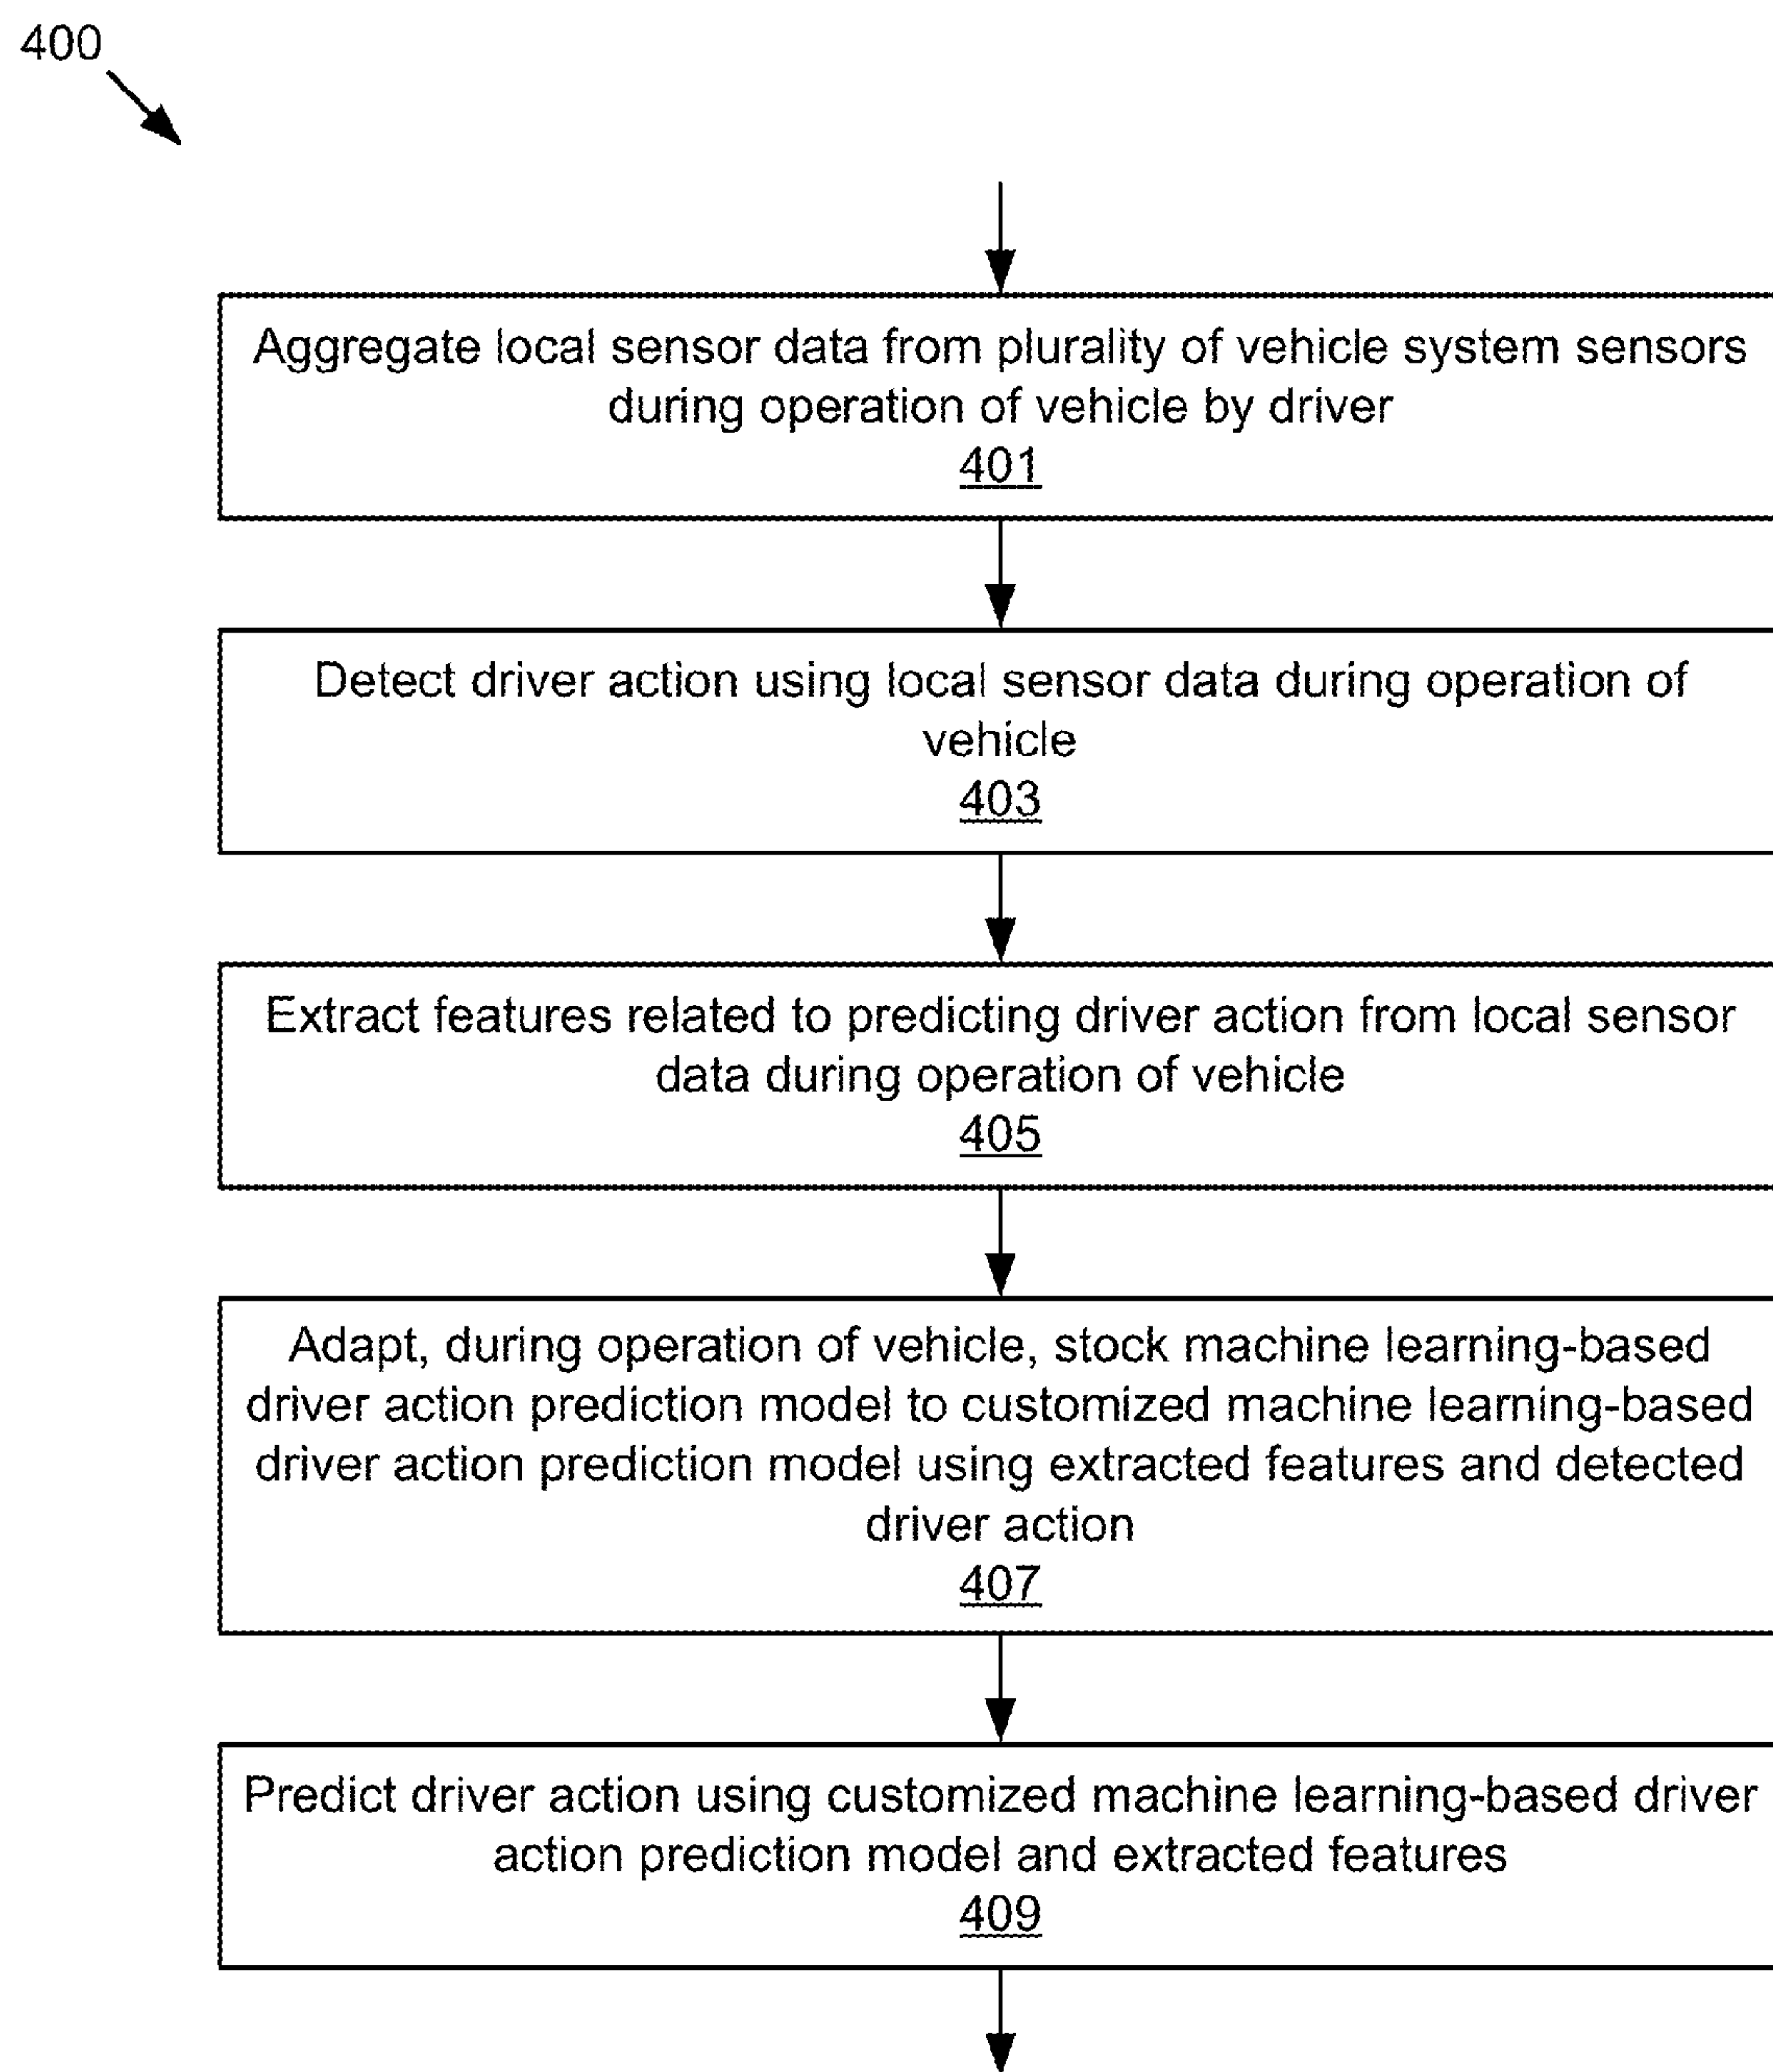 400
Aggregate local sensor data from plurality of vehicle system sensors
during operation of vehicle by driver
401
Detect driver action using local sensor data during operation of
vehicle
403
Extract features related to predicting driver action from local sensor
data during operation of vehicle
405
Adapt, during operation of vehicle, stock machine learning-based
driver action prediction model to customized machine learning-based
driver action prediction model using extracted features and detected
driver action
407
Predict driver action using customized machine learning-based driver
action prediction model and extracted features
409